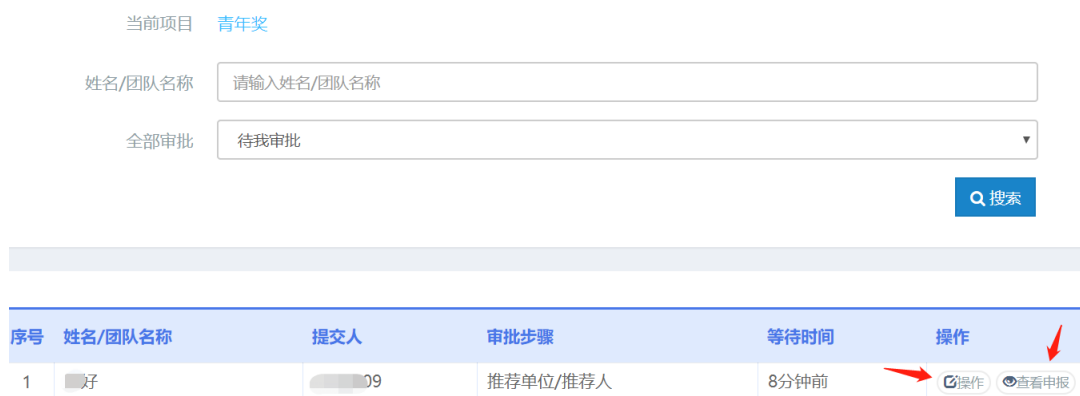 当前项目 青年奖
姓名/团队名称 请输入姓名/团队名称
全部审批 待我审批
搜索
序号 姓名/团队名称 提交人 审批步骤 等待时间 操作
1 好 09 推荐单位/推荐人 8分钟前 操作 查看申报